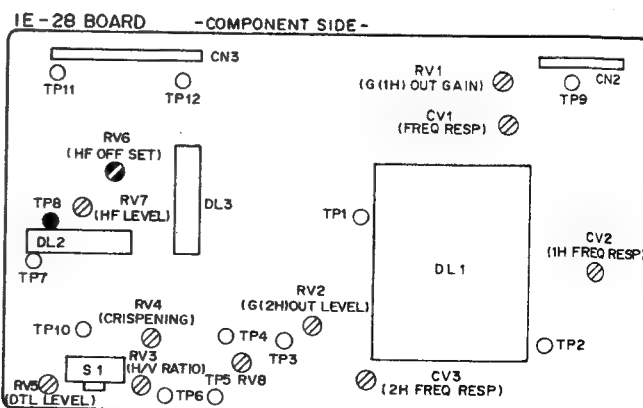 IE-28 BOARD -COMPONENT SIDE-
CN3
TP11
TP12
RV1
(G(1H) OUT GAIN)
CN2
TP9
CV1
(FREQ RESP)
RV6
(HF OFF SET)
TP8
RV7
(HF LEVEL)
DL3
DL2
TP7
TP1
DL1
CV2
(1H FREQ RESP)
RV2
(G(2H)OUT LEVEL)
RV4
(CRISPENING)
TP10
TP4
TP3
TP2
S1
RV3
(H/V RATIO)
RV5
(DTL LEVEL)
TP6
TP5
RV8
CV3
(2H FREQ RESP)